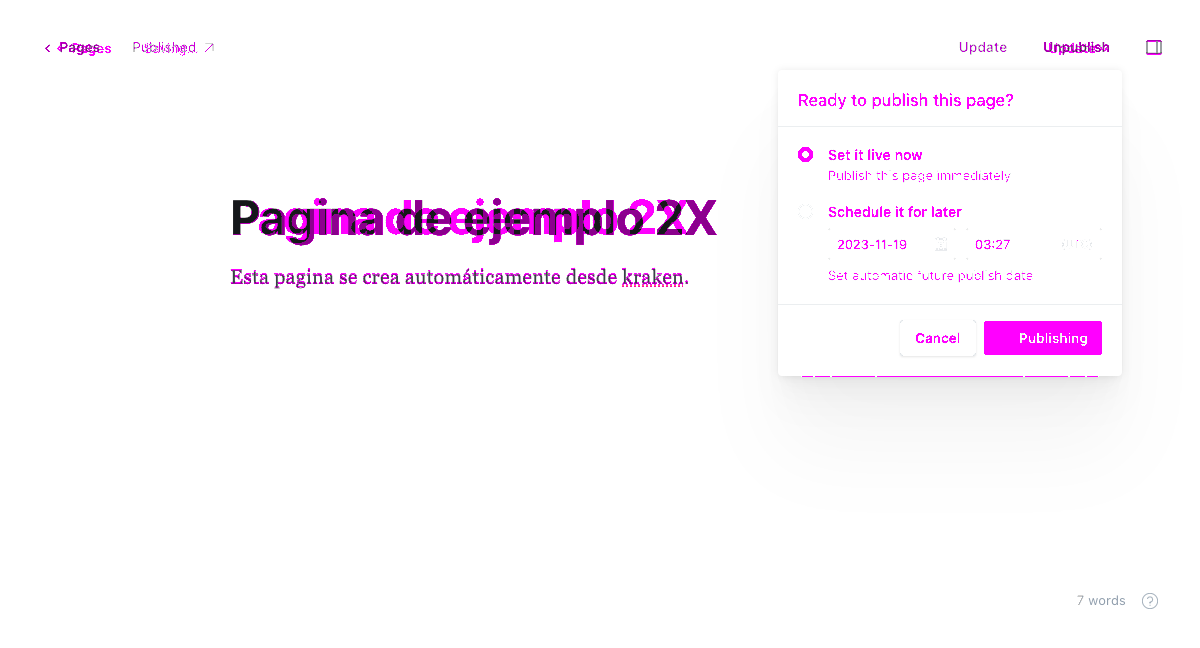 Pages Published
Update Unpublish
Ready to publish this page?
Set it live now
Publish this page immediately
Schedule it for later
2023-11-19 03:27
Set automatic future publish date
Cancel Publishing
Pagina de ejemplo 2X
Esta pagina se crea automáticamente desde kraken.
7 words ?